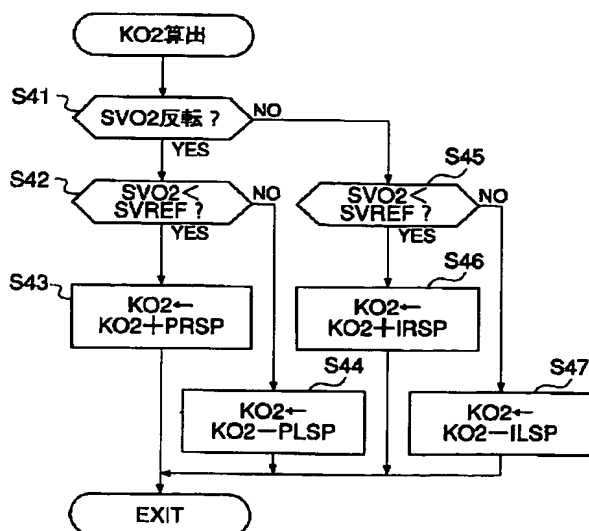 KO2算出
S41
SVO2反転？
NO
YES
S42
SVO2<
SVREF？
NO
YES
S45
SVO2<
SVREF？
NO
YES
S43
KO2←
KO2+PRSP
S46
KO2←
KO2+IRSP
S44
KO2←
KO2−PLSP
S47
KO2←
KO2−ILSP
EXIT